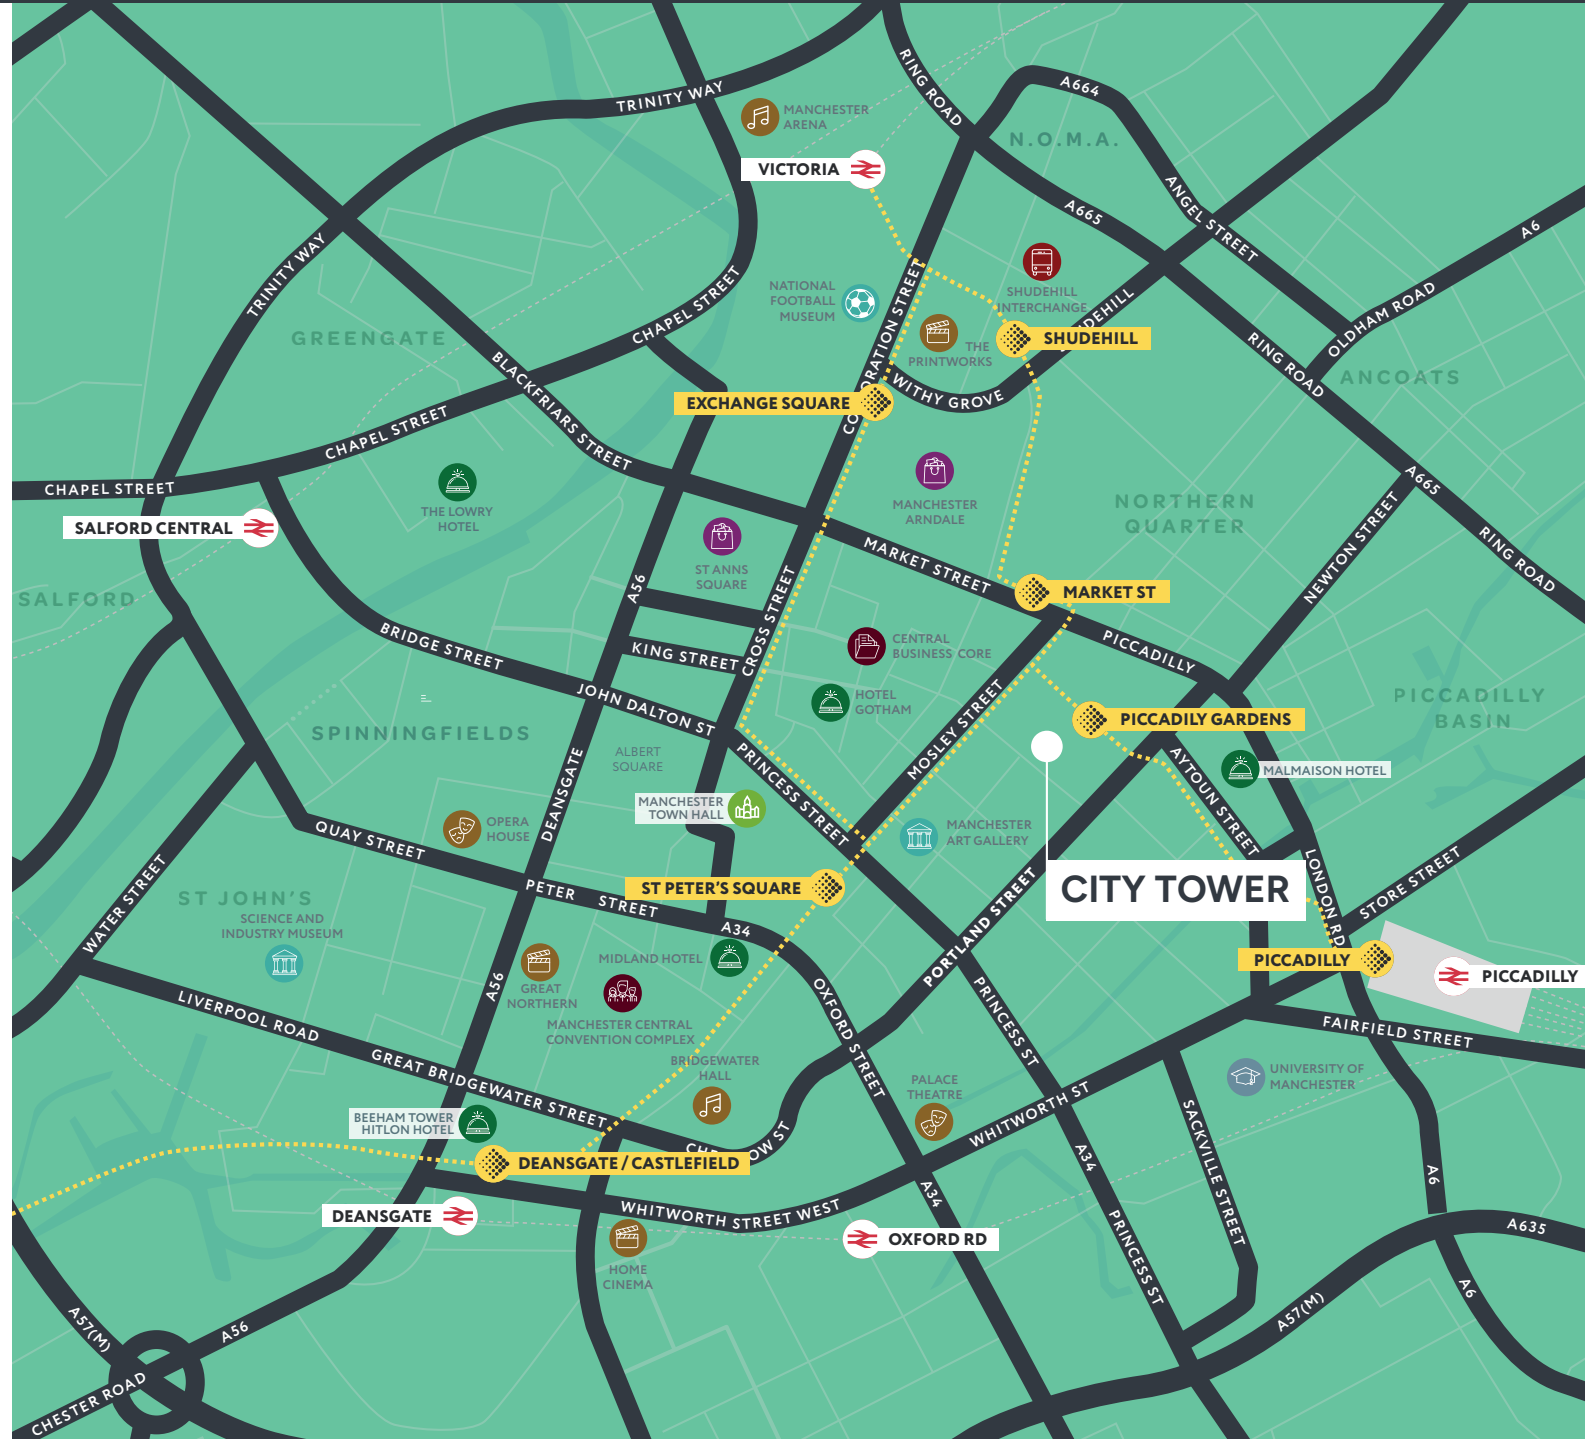 TRINITY WAY
RING ROAD
A664
MANCHESTER
ARENA
N.O.M.A.
VICTORIA
A665
ANGEL STREET
A6
TRINITY WAY
GREENGATE
CHAPEL STREET
NATIONAL
FOOTBALL
MUSEUM
CORPORATION STREET
SHUDEHILL
INTERCHANGE
SHUDEHILL
THE
PRINTWORKS
SHUDEHILL
OLDHAM ROAD
RING ROAD
ANCOATS
BLACKFRIARS STREET
EXCHANGE SQUARE
WITHY GROVE
CHAPEL STREET
CHAPEL STREET
SALFORD CENTRAL
THE LOWRY
HOTEL
MANCHESTER
ARNDALE
NORTHERN
QUARTER
A665
RING ROAD
NEWTON STREET
ST ANNS
SQUARE
A56
MARKET STREET
MARKET ST
SALFORD
CROSS STREET
BRIDGE STREET
KING STREET
CENTRAL
BUSINESS CORE
PICCADILLY
HOTEL
GOTHAM
JOHN DALTON ST
MOSLEY STREET
PICCADILY GARDENS
PICCADILLY
BASIN
SPINNINGFIELDS
ALBERT
SQUARE
PRINCESS STREET
AYTOUN STREET
MALMAISON HOTEL
DEANSGATE
MANCHESTER
TOWN HALL
OPERA
HOUSE
QUAY STREET
MANCHESTER
ART GALLERY
WATER STREET
ST PETER'S SQUARE
PETER STREET
CITY TOWER
LONDON RD
STORE STREET
PORTLAND STREET
ST JOHN'S
SCIENCE AND
INDUSTRY MUSEUM
A34
MIDLAND HOTEL
PICCADILLY
PICCADILLY
A56
GREAT
NORTHERN
MANCHESTER CENTRAL
CONVENTION COMPLEX
OXFORD STREET
PRINCESS ST
LIVERPOOL ROAD
FAIRFIELD STREET
GREAT BRIDGEWATER STREET
BRIDGEWATER
HALL
PALACE
THEATRE
UNIVERSITY OF
MANCHESTER
BEEHAM TOWER
HITLON HOTEL
WHITWORTH ST
SACKVILLE STREET
DEANSGATE / CASTLEFIELD
A34
A34
A6
DEANSGATE
WHITWORTH STREET WEST
OXFORD RD
A635
HOME
CINEMA
PRINCESS ST
A6
A57(M)
A57(M)
A56
CHESTER ROAD